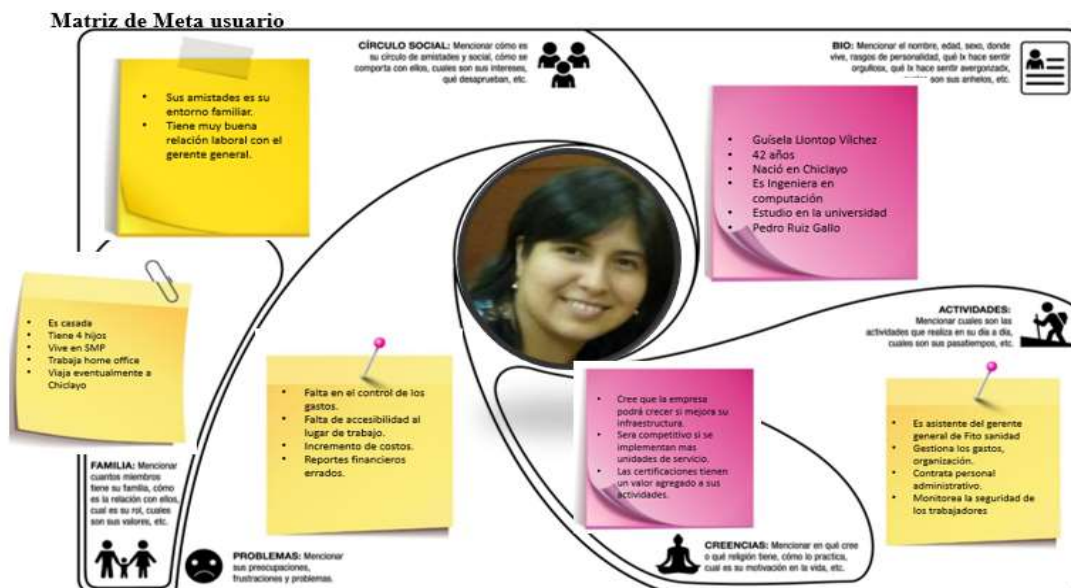 Matriz de Meta usuario
CÍRCULO SOCIAL: Mencionar cómo es
su círculo de amistades y social, cómo se
comporta con ellos, cuales son sus intereses,
qué desaprueban, etc.
BIO: Mencionar el nombre, edad, sexo, donde
vive, rasgos de personalidad, qué lx hace sentir
orgullosx, qué lx hace sentir avergonzadx,
son sus anhelos, etc.
• Sus amistades es su
entorno familiar.
• Tiene muy buena
relación laboral con el
gerente general.
• Guísela Llontop Vílchez
• 42 años
• Nació en Chiclayo
• Es Ingeniera en
computación
• Estudio en la universidad
• Pedro Ruiz Gallo
• Es casada
• Tiene 4 hijos
• Vive en SMP
• Trabaja home office
• Viaja eventualmente a
Chiclayo
ACTIVIDADES:
Mencionar cuales son las
actividades que realiza en su día a día,
cuales son sus pasatiempos, etc.
• Falta en el control de los
gastos.
• Falta de accesibilidad al
lugar de trabajo.
• Incremento de costos.
• Reportes financieros
errados.
• Cree que la empresa
podrá crecer si mejora su
infraestructura.
• Sera competitivo si se
implementan mas
unidades de servicio.
• Las certificaciones tienen
un valor agregado a sus
actividades.
• Es asistente del gerente
general de Fito sanidad
• Gestiona los gastos,
organización.
• Contrata personal
administrativo.
• Monitorea la seguridad de
los trabajadores
FAMILIA: Mencionar
cuantos miembros
tiene su familia, cómo
es la relación con ellos,
cual es su rol, cuales
son sus valores, etc.
PROBLEMAS: Mencionar
sus preocupaciones,
frustraciones y problemas.
CREENCIAS: Mencionar en qué cree
o qué religión tiene, cómo lo practica,
cual es su motivación en la vida, etc.